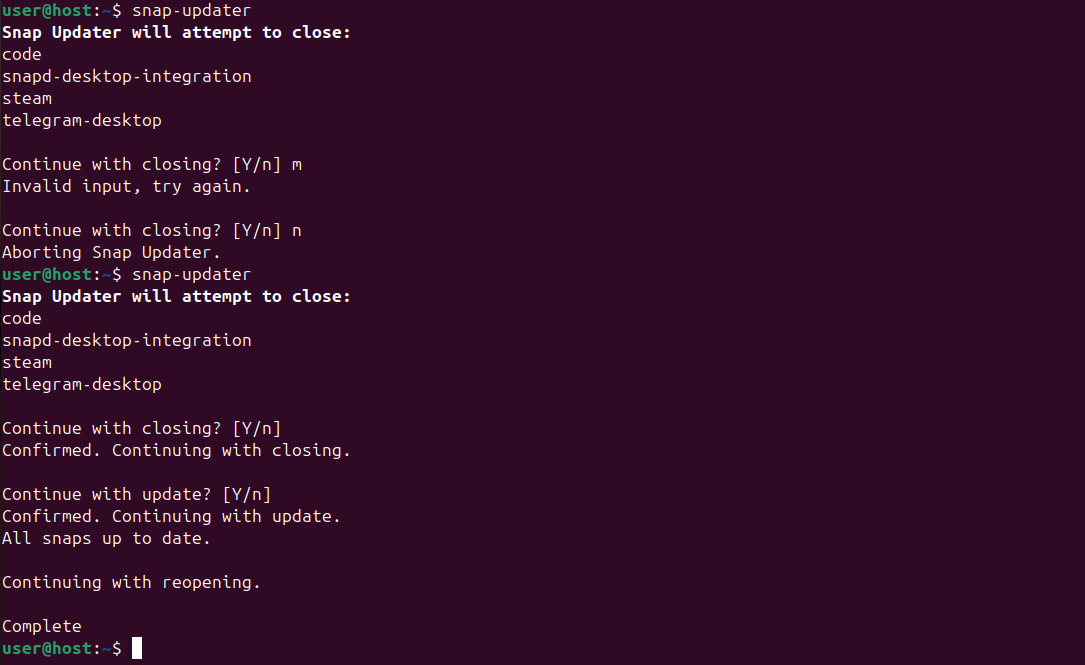 user@host:~$ snap-updater
Snap Updater will attempt to close:
code
snapd-desktop-integration
steam
telegram-desktop
Continue with closing? [Y/n] m
Invalid input, try again.
Continue with closing? [Y/n] n
Aborting Snap Updater.
user@host:~$ snap-updater
Snap Updater will attempt to close:
code
snapd-desktop-integration
steam
telegram-desktop
Continue with closing? [Y/n]
Confirmed. Continuing with closing.
Continue with update? [Y/n]
Confirmed. Continuing with update.
All snaps up to date.
Continuing with reopening.
Complete
user@host:~$